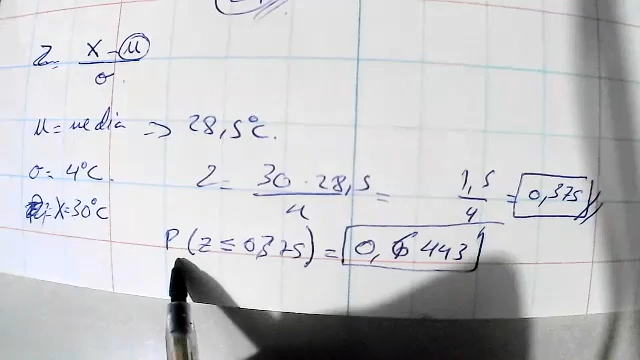 Z = X - μ / σ
μ = media => 28,5°C.
σ = 4°C.
X = 30°C
Z = 30 - 28,5 / 4 = 1,5 / 4 = 0,375
P(Z ≤ 0,375) = 0,6443